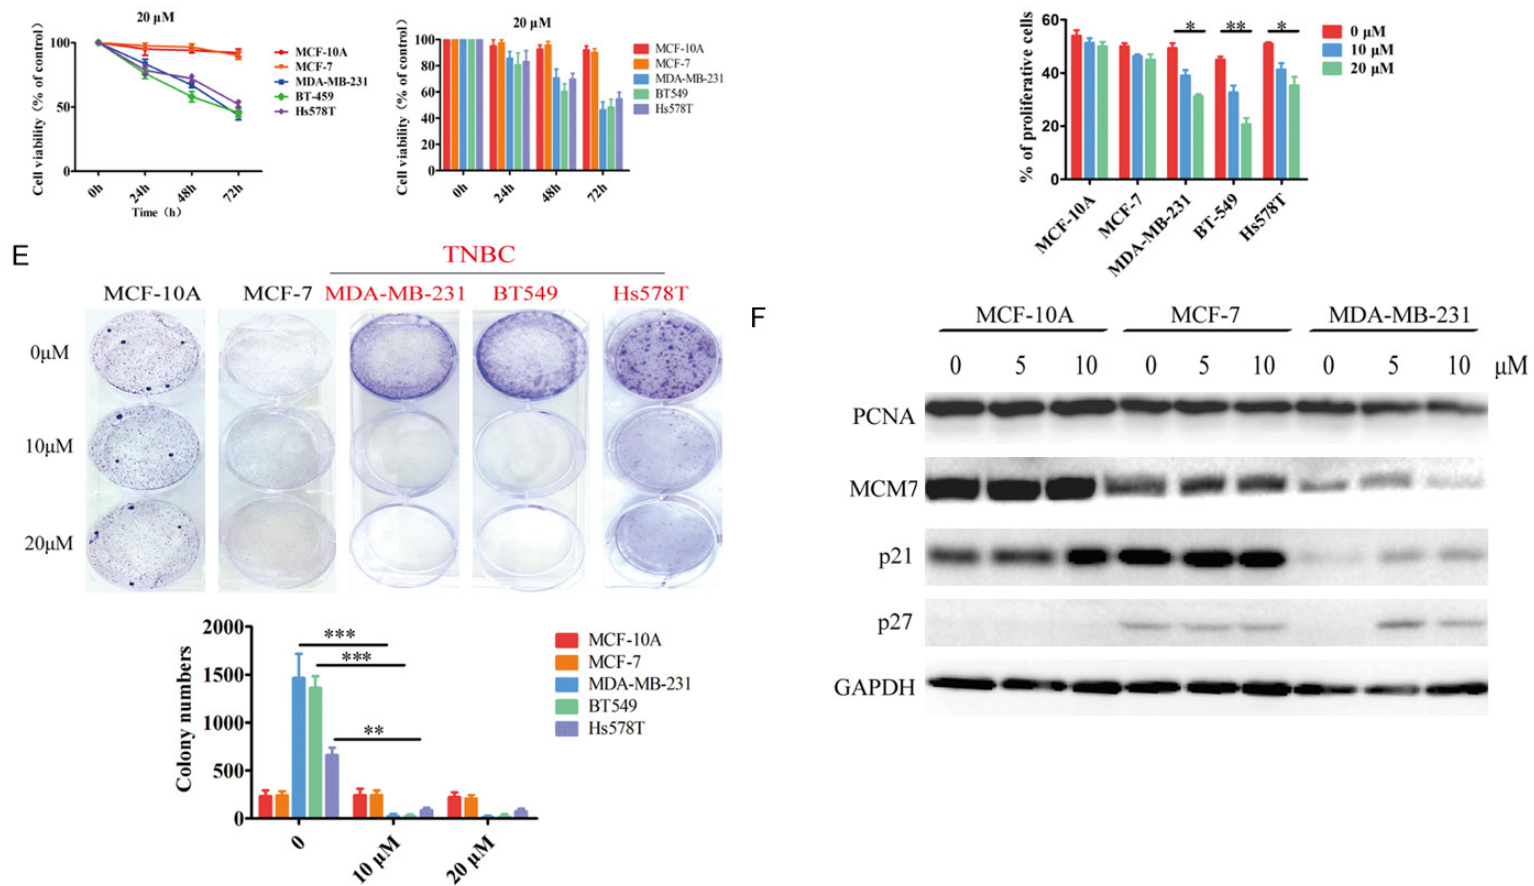 20 μM
Cell viability (% of control)
100
50
0
0h
24h
48h
72h
Time (h)
MCF-10A
MCF-7
MDA-MB-231
BT-459
Hs578T
20 μM
Cell viability (% of control)
100
80
60
40
20
0
0h
24h
48h
72h
MCF-10A
MCF-7
MDA-MB-231
BT549
Hs578T
% of proliferative cells
60
40
20
0
*
**
*
MCF-10A
MCF-7
MDA-MB-231
BT-549
Hs578T
0 μM
10 μM
20 μM
E
TNBC
MCF-10A MCF-7 MDA-MB-231 BT549 Hs578T
0μM
10μM
20μM
Colony numbers
2000
1500
1000
500
0
***
***
**
0
10 μM
20 μM
MCF-10A
MCF-7
MDA-MB-231
BT549
Hs578T
F
MCF-10A MCF-7 MDA-MB-231
0 5 10 0 5 10 0 5 10 μM
PCNA
MCM7
p21
p27
GAPDH